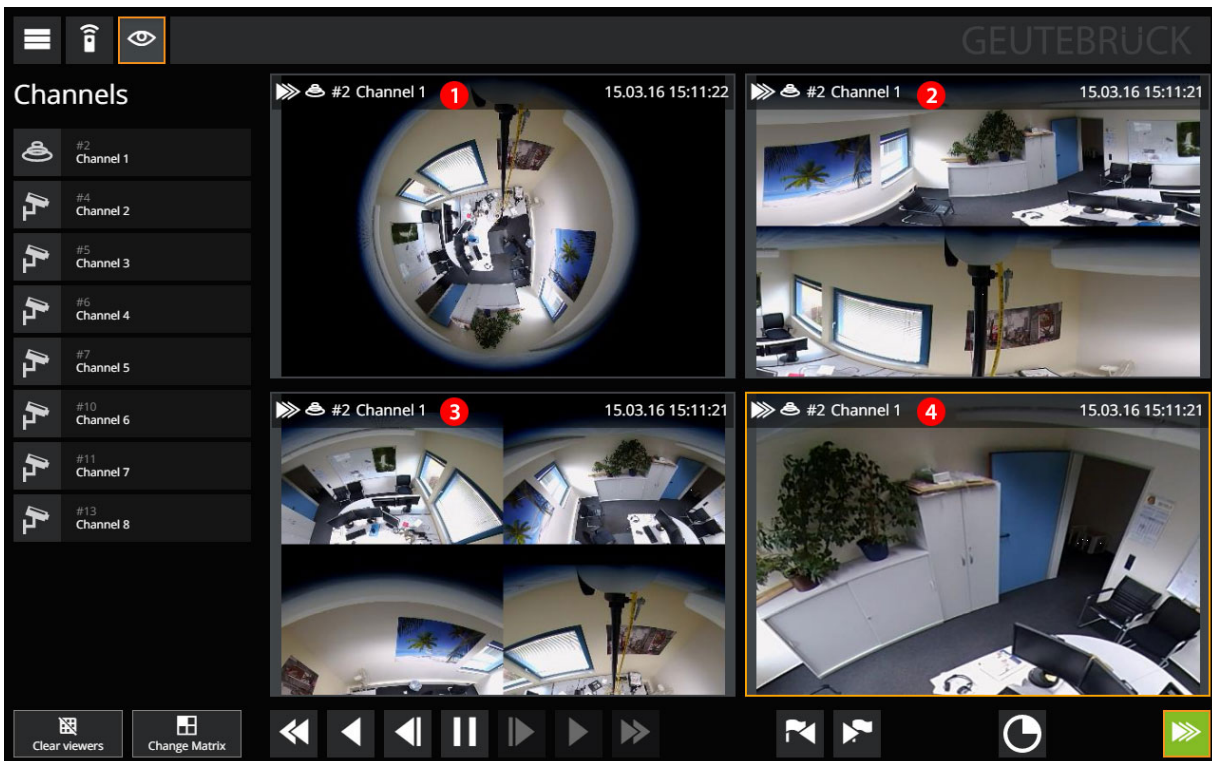 GEUTEBRÜCK
Channels
#2
Channel 1
#4
Channel 2
#5
Channel 3
#6
Channel 4
#7
Channel 5
#10
Channel 6
#11
Channel 7
#13
Channel 8
#2 Channel 1 1 15.03.16 15:11:22
#2 Channel 1 2 15.03.16 15:11:21
#2 Channel 1 3 15.03.16 15:11:21
#2 Channel 1 4 15.03.16 15:11:21
Clear viewers
Change Matrix